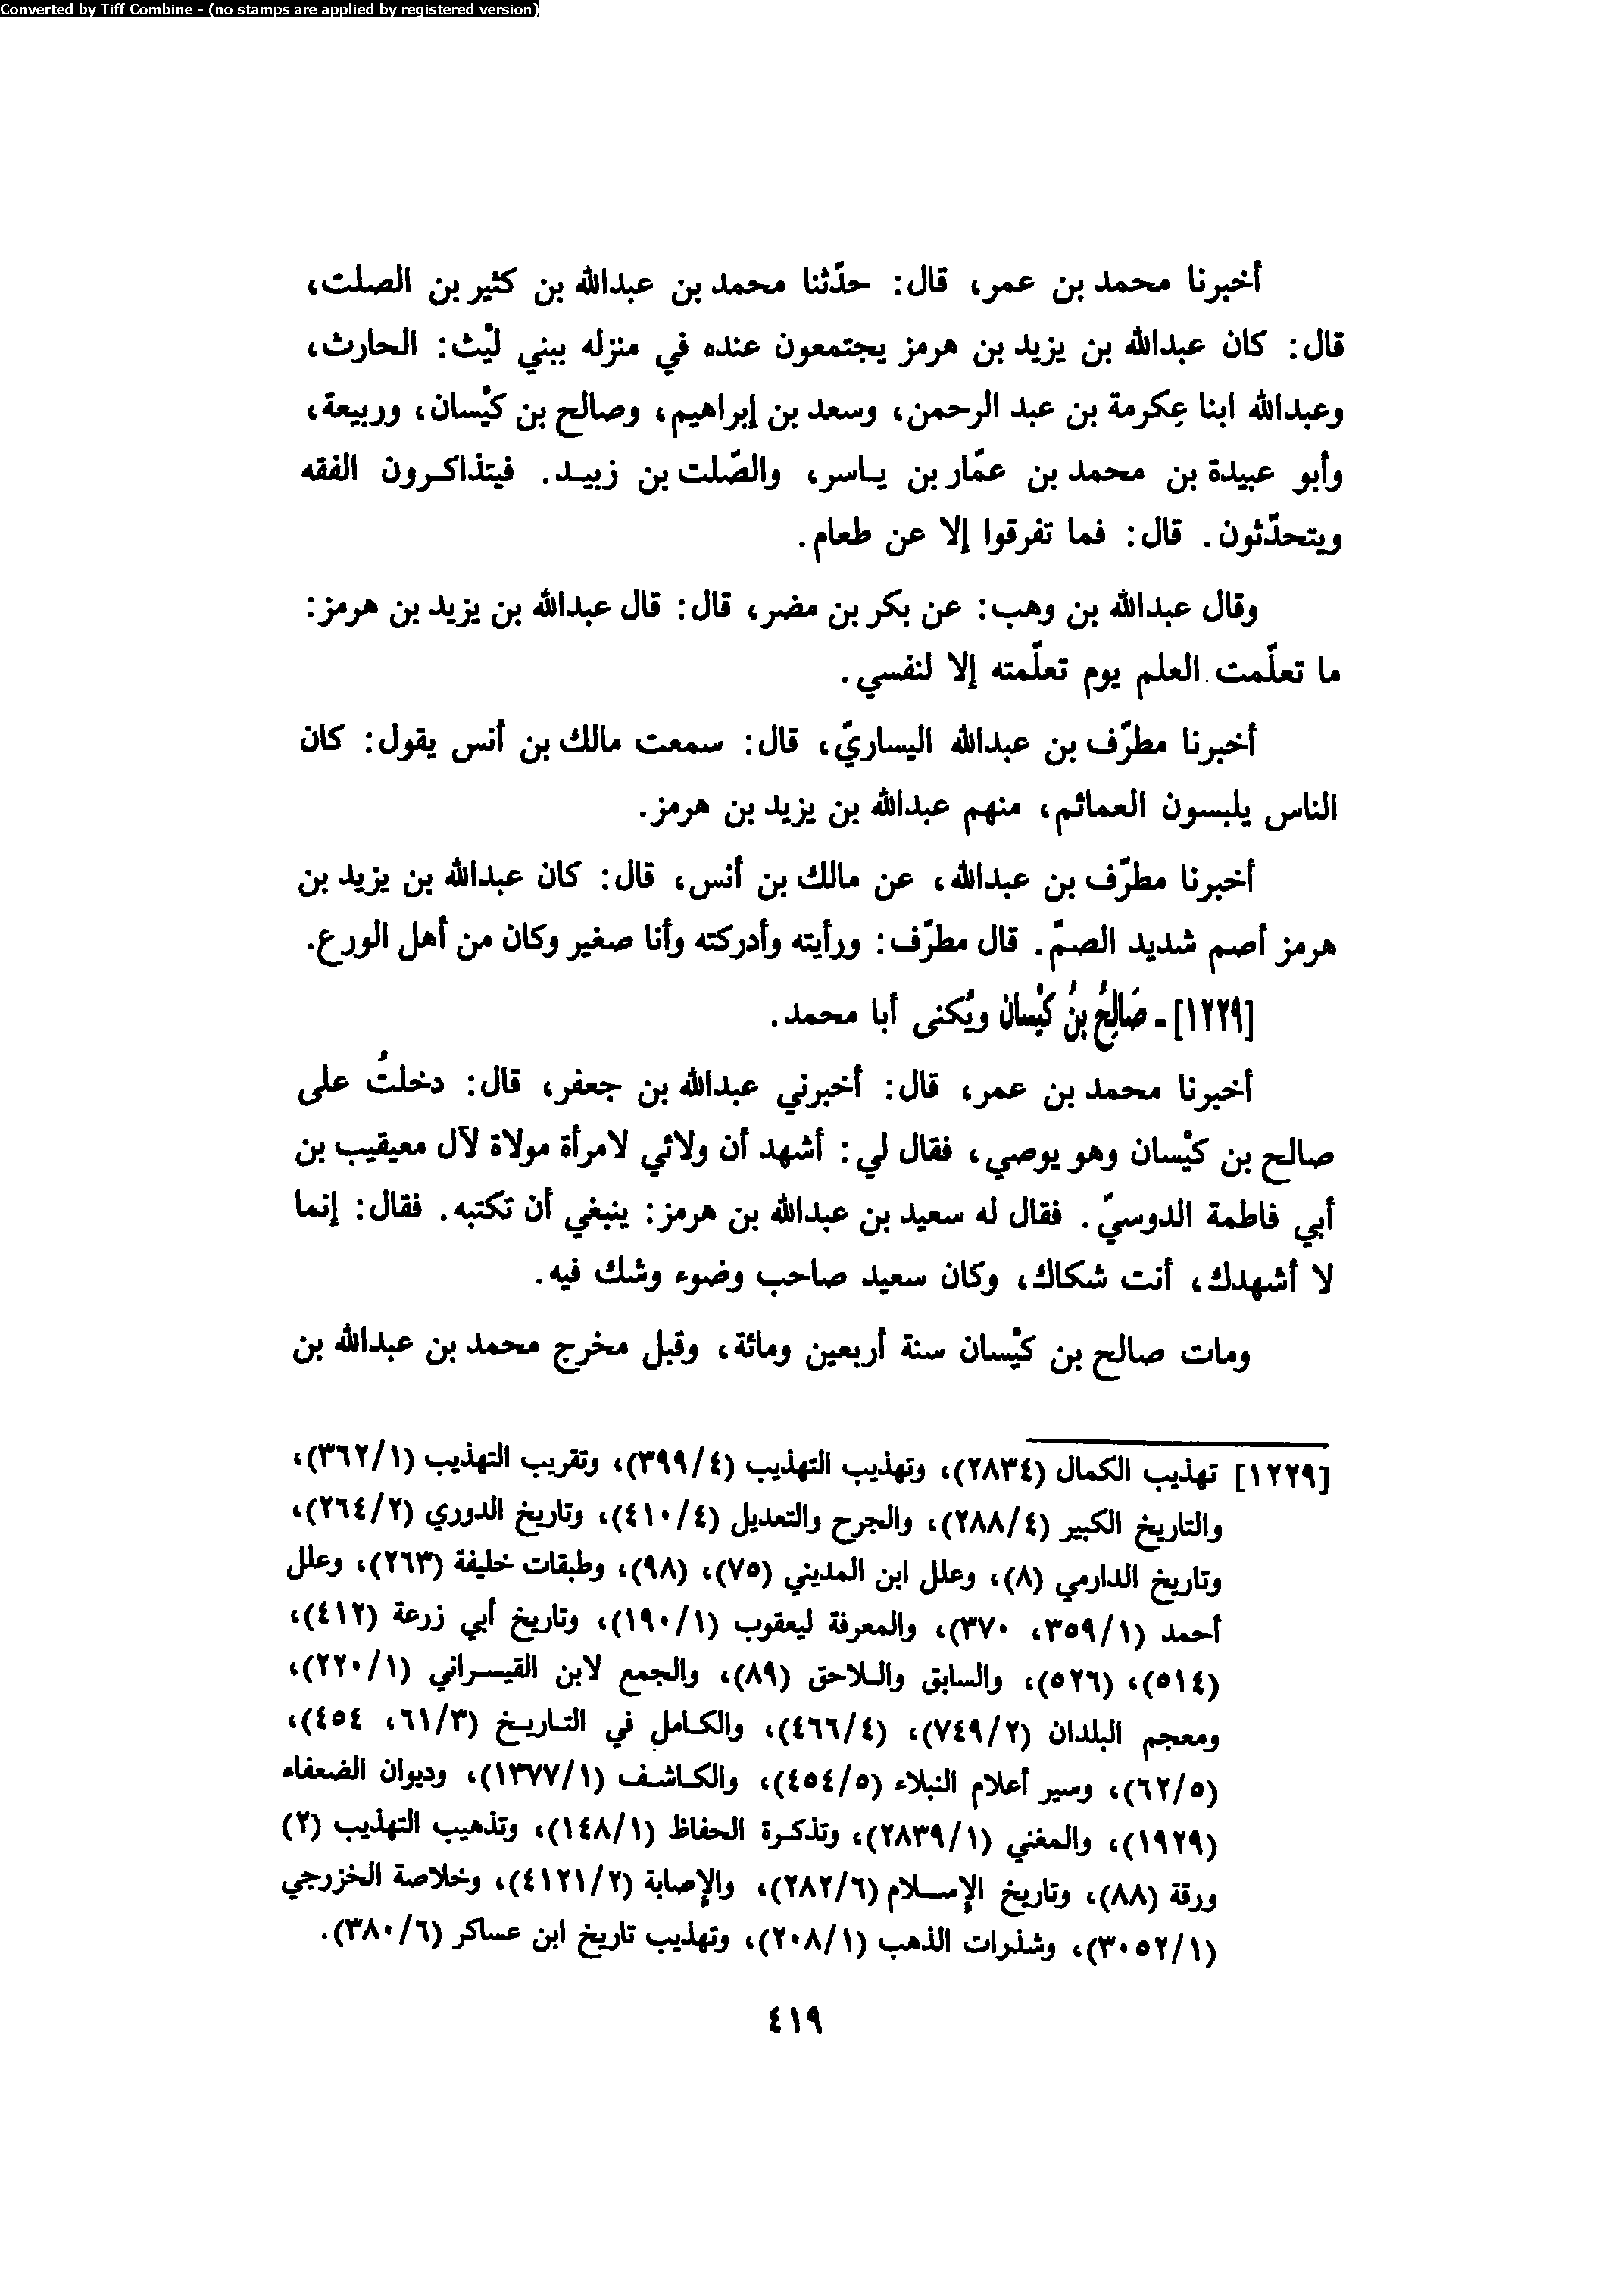 Converted by Tiff Combine - (no stamps are applied by registered version)
أخبرنا محمد بن عمر، قال: حدّثنا محمد بن عبدالله بن كثير بن الصلت،
قال: كان عبدالله بن يزيد بن هرمز يجتمعون عنده في منزله ببني ليْث: الحارث،
وعبدالله ابنا عِكرمة بن عبد الرحمن، وسعد بن إبراهيم، وصالح بن كيْسان، وربيعة،
وأبو عبيدة بن محمد بن عمّار بن ياسر، والصّلت بن زبيد. فيتذاكرون الفقه
ويتحدّثون. قال: فما تفرقوا إلا عن طعام.
وقال عبدالله بن وهب: عن بكر بن مضر، قال: قال عبدالله بن يزيد بن هرمز:
ما تعلّمت العلم يوم تعلّمته إلا لنفسي.
أخبرنا مطرّف بن عبدالله اليساريّ، قال: سمعت مالك بن أنس يقول: كان
الناس يلبسون العمائم، منهم عبدالله بن يزيد بن هرمز.
أخبرنا مطرّف بن عبدالله، عن مالك بن أنس، قال: كان عبدالله بن يزيد بن
هرمز أصم شديد الصمّ. قال مطرّف: ورأيته وأدركته وأنا صغير وكان من أهل الورع.
[١٢٢٩] - صَالِحُ بنُ كيْسان ويُكنى أبا محمد.
أخبرنا محمد بن عمر، قال: أخبرني عبدالله بن جعفر، قال: دخلتُ على
صالح بن كيْسان وهو يوصي، فقال لي: أشهد أن ولائي لامرأة مولاة لآل معيقيب بن
أبي فاطمة الدوسيّ. فقال له سعيد بن عبدالله بن هرمز: ينبغي أن تكتبه. فقال: إنما
لا أشهدك، أنت شكاك، وكان سعيد صاحب وضوء وشك فيه.
ومات صالح بن كيْسان سنة أربعين ومائة، وقبل مخرج محمد بن عبدالله بن
[١٢٢٩] تهذيب الكمال (٢٨٣٤)، وتهذيب التهذيب (٣٩٩/٤)، وتقريب التهذيب (٣٦٢/١)،
والتاريخ الكبير (٢٨٨/٤)، والجرح والتعديل (٤١٠/٤)، وتاريخ الدوري (٢٦٤/٢)،
وتاريخ الدارمي (٨)، وعلل ابن المديني (٧٥)، (٩٨)، وطبقات خليفة (٢٦٣)، وعلل
أحمد (٣٥٩/١، ٣٧٠)، والمعرفة ليعقوب (١٩٠/١)، وتاريخ أبي زرعة (٤١٢)،
(٥١٤)، (٥٢٦)، والسابق واللاحق (٨٩)، والجمع لابن القيسراني (٢٢٠/١)،
ومعجم البلدان (٧٤٩/٢)، (٤٦٦/٤)، والكامل في التاريخ (٦١/٣، ٤٥٤)،
(٦٢/٥)، وسير أعلام النبلاء (٤٥٤/٥)، والكاشف (١٣٧٧/١)، وديوان الضعفاء
(١٩٢٩)، والمغني (٢٨٣٩/١)، وتذكرة الحفاظ (١٤٨/١)، وتذهيب التهذيب (٢)
ورقة (٨٨)، وتاريخ الإسلام (٢٨٢/٦)، والإصابة (٤١٢١/٢)، وخلاصة الخزرجي
(٣٠٥٢/١)، وشذرات الذهب (٢٠٨/١)، وتهذيب تاريخ ابن عساكر (٣٨٠/٦).
٤١٩